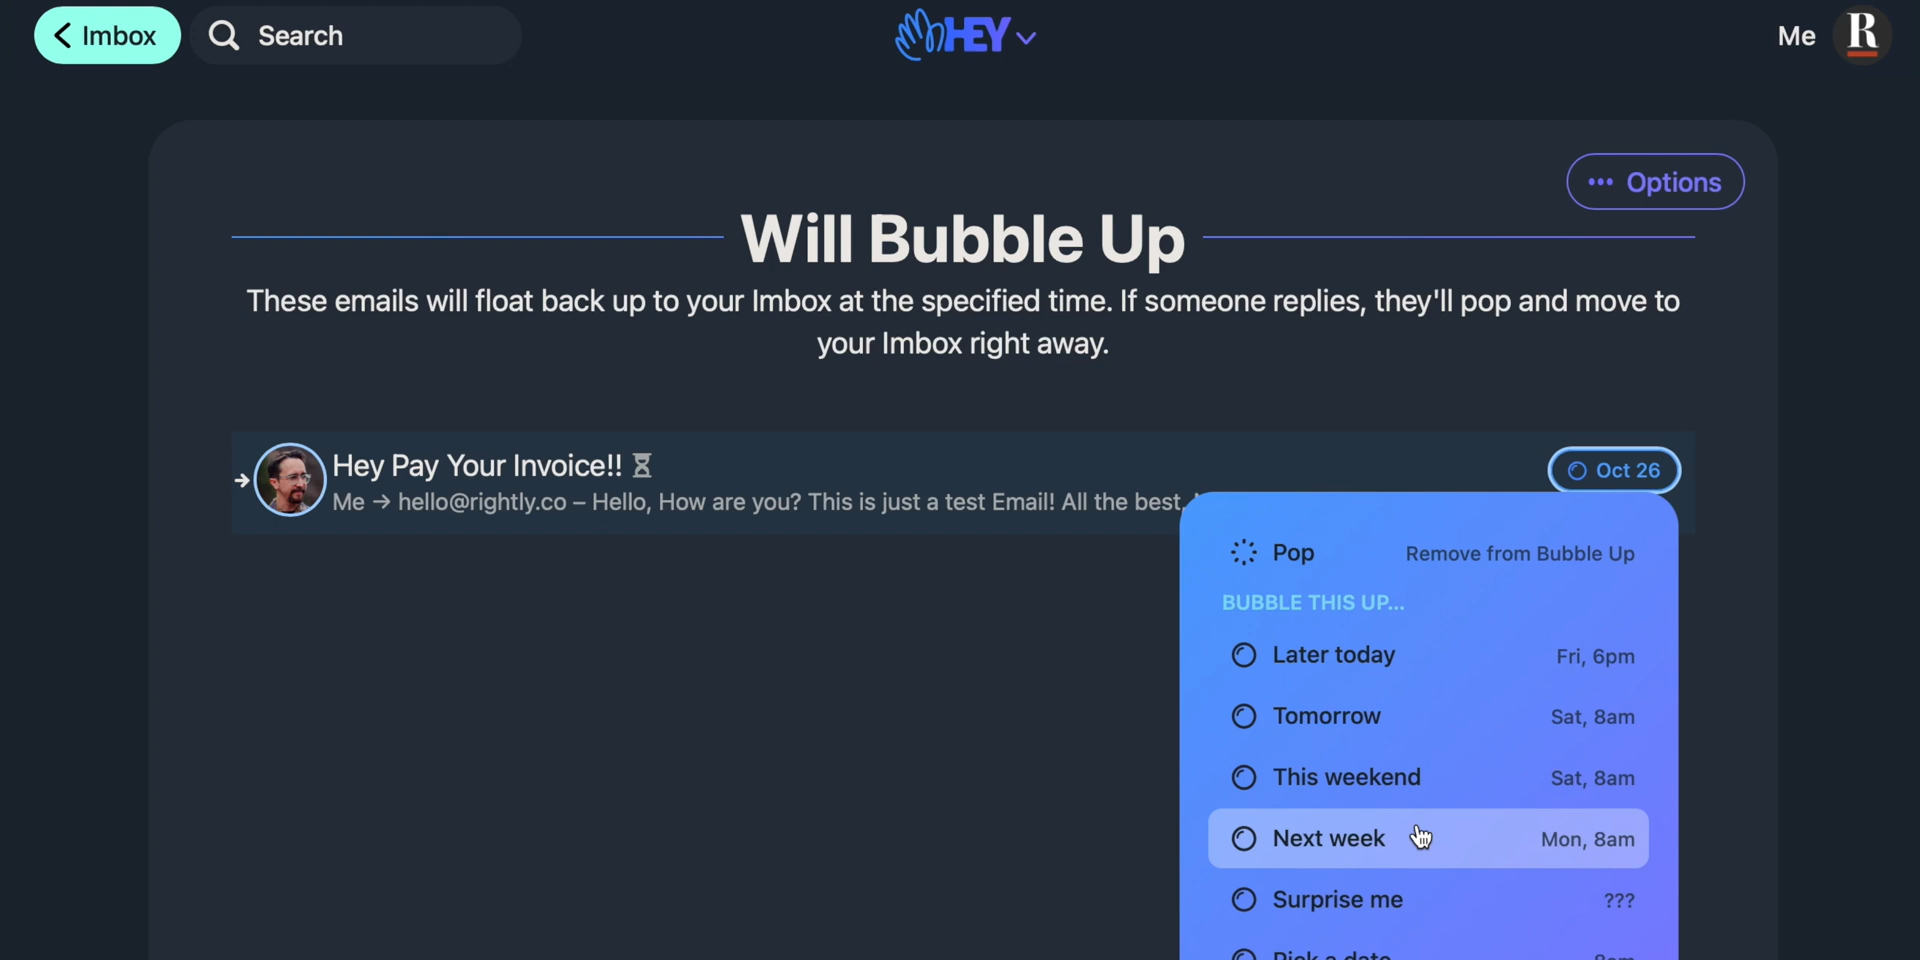 Imbox
Search
HEY
Me
R
Options
Will Bubble Up
These emails will float back up to your Imbox at the specified time. If someone replies, they'll pop and move to
your Imbox right away.
Hey Pay Your Invoice!!
Oct 26
Me → hello@rightly.co – Hello, How are you? This is just a test Email! All the best,
Pop Remove from Bubble Up
BUBBLE THIS UP...
Later today Fri, 6pm
Tomorrow Sat, 8am
This weekend Sat, 8am
Next week Mon, 8am
Surprise me ???
Pick a date 8am